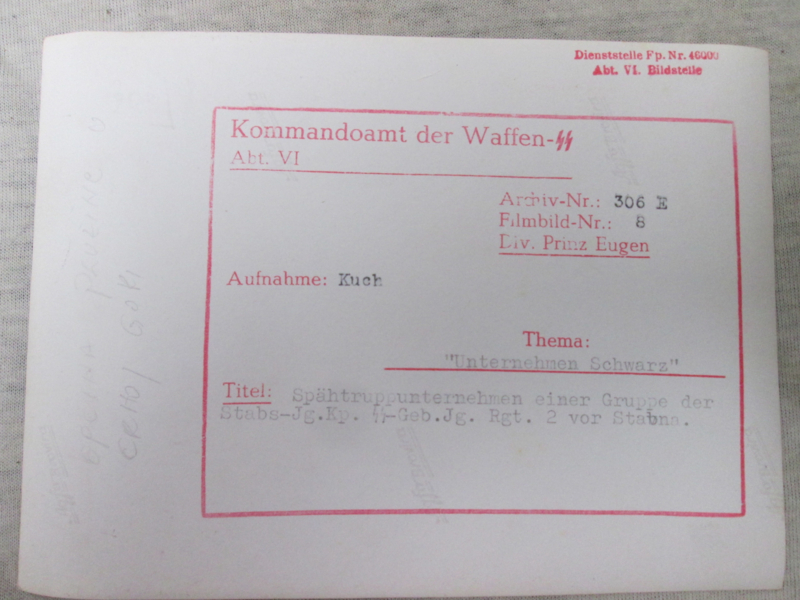 Dienststelle Fp. Nr. 46000
Abt. VI. Bildstelle
Kommandoamt der Waffen-ᛋᛋ
Abt. VI
Archiv-Nr.: 306 E
Filmbild-Nr.: 8
Div. Prinz Eugen
Aufnahme: Kuch
Thema:
"Unternehmen Schwarz"
Titel: Spähtruppunternehmen einer Gruppe der
Stabs-Jg.Kp. ᛋᛋ-Geb.Jg. Rgt. 2 vor Stabna.